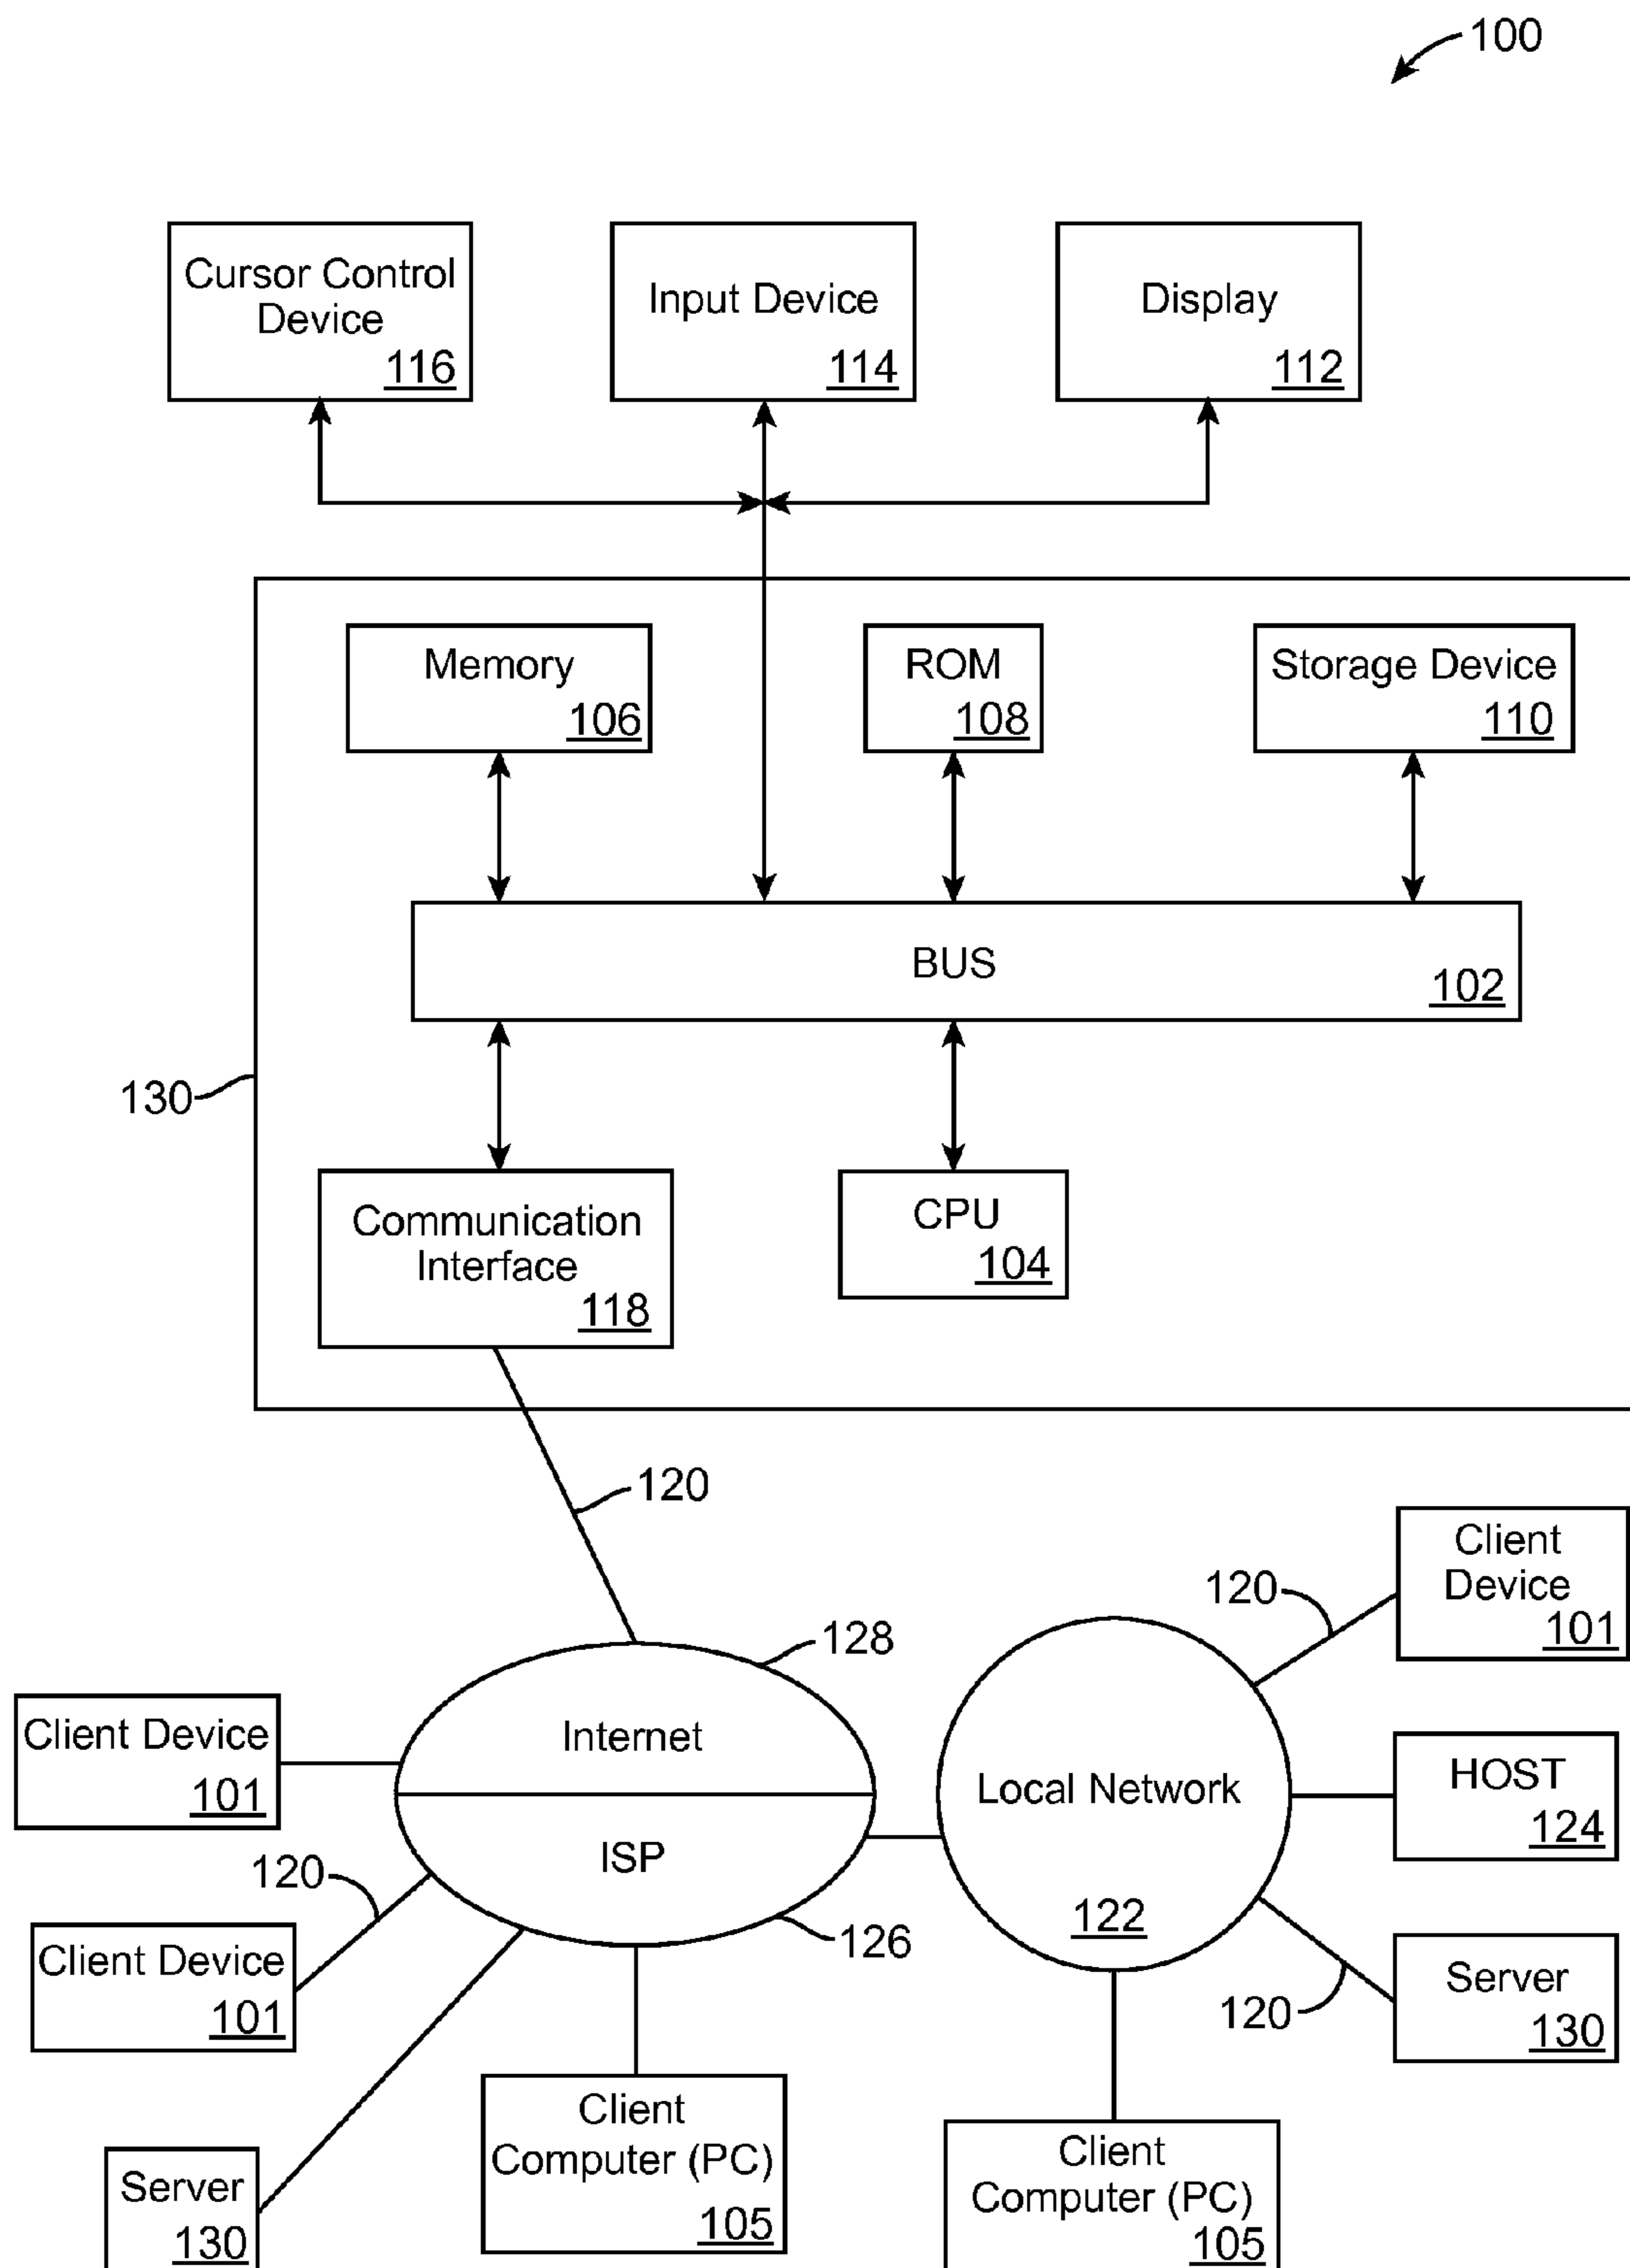 100
Cursor Control
Device
116
Input Device
114
Display
112
Memory
106
ROM
108
Storage Device
110
BUS
102
130
Communication
Interface
118
CPU
104
120
128
Internet
ISP
126
Client Device
101
120
Client Device
101
Server
130
Client
Computer (PC)
105
Local Network
122
120
Client
Device
101
HOST
124
120
Server
130
Client
Computer (PC)
105